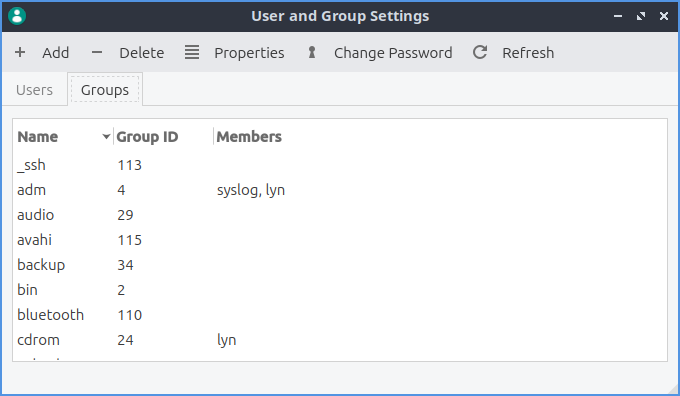 User and Group Settings
Add Delete Properties Change Password Refresh
Users Groups
Name Group ID Members
_ssh 113
adm 4 syslog, lyn
audio 29
avahi 115
backup 34
bin 2
bluetooth 110
cdrom 24 lyn